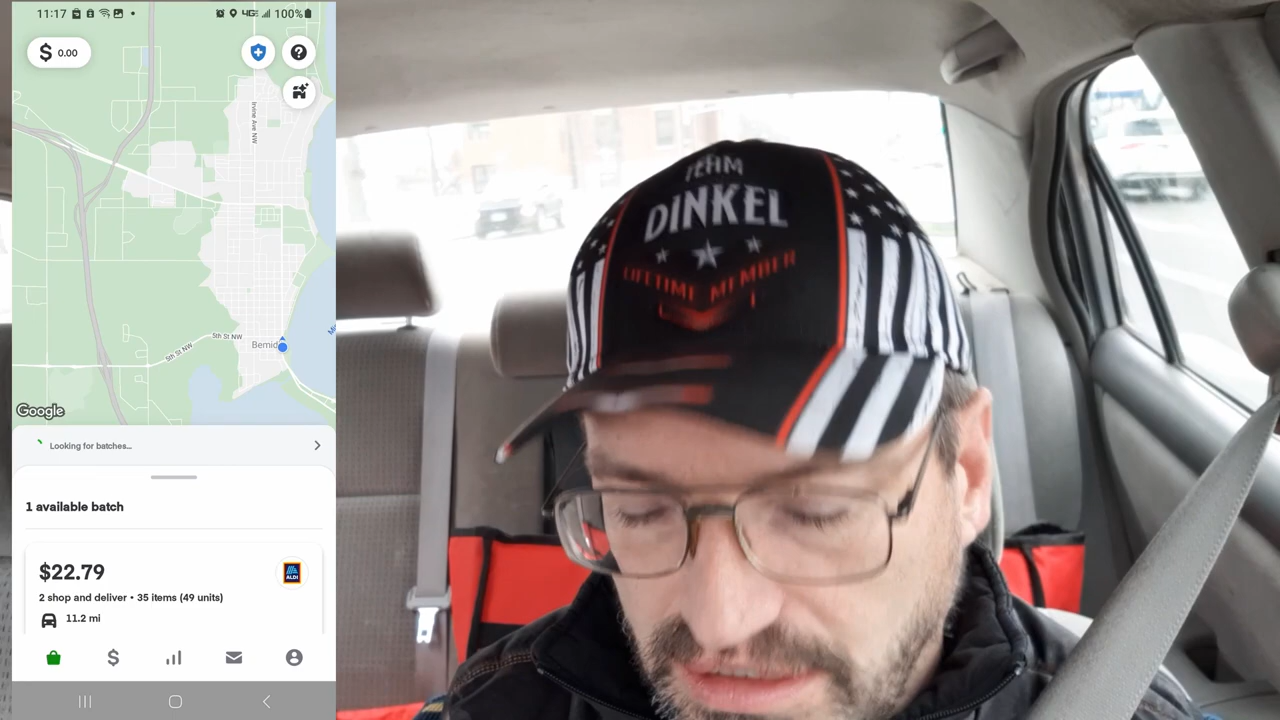 11:17
4G 100%
$ 0.00
Irvine Ave NW
5th St NW
5th St NW
Bemid
Google
Looking for batches...
1 available batch
$22.79
ALDI
2 shop and deliver • 35 items (49 units)
11.2 mi
TEAM
DINKEL
LIFETIME MEMBER